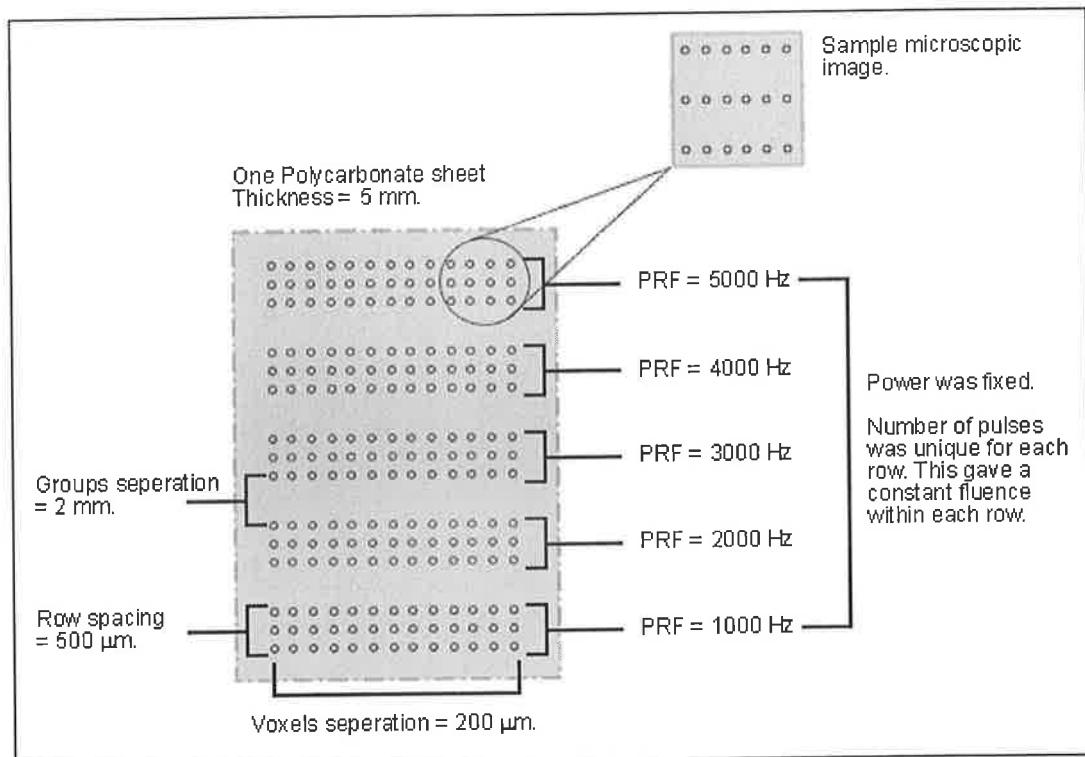 Sample microscopic
image.
One Polycarbonate sheet
Thickness = 5 mm.
PRF = 5000 Hz
PRF = 4000 Hz
Power was fixed.
Number of pulses
was unique for each
row. This gave a
constant fluence
within each row.
PRF = 3000 Hz
Groups seperation
= 2 mm.
PRF = 2000 Hz
Row spacing
= 500 µm.
PRF = 1000 Hz
Voxels seperation = 200 µm.